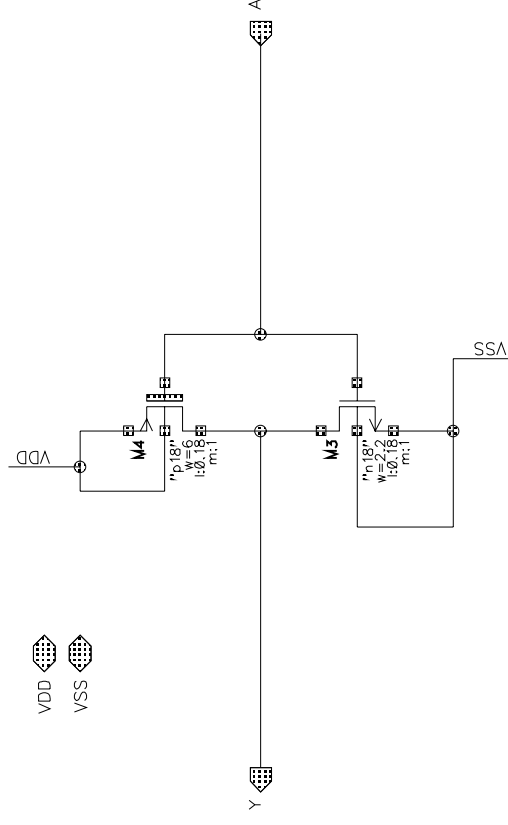 A
VDD
M4
"p18"
w=6
l:0.18
m:1
M3
"n18"
w=2.2
l:0.18
m:1
VSS
VDD
VSS
Y